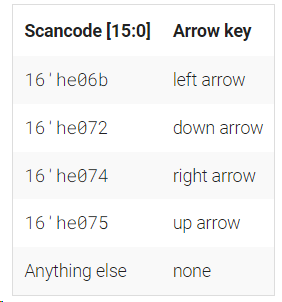 Scancode [15:0] Arrow key
16'he06b left arrow
16'he072 down arrow
16'he074 right arrow
16'he075 up arrow
Anything else none